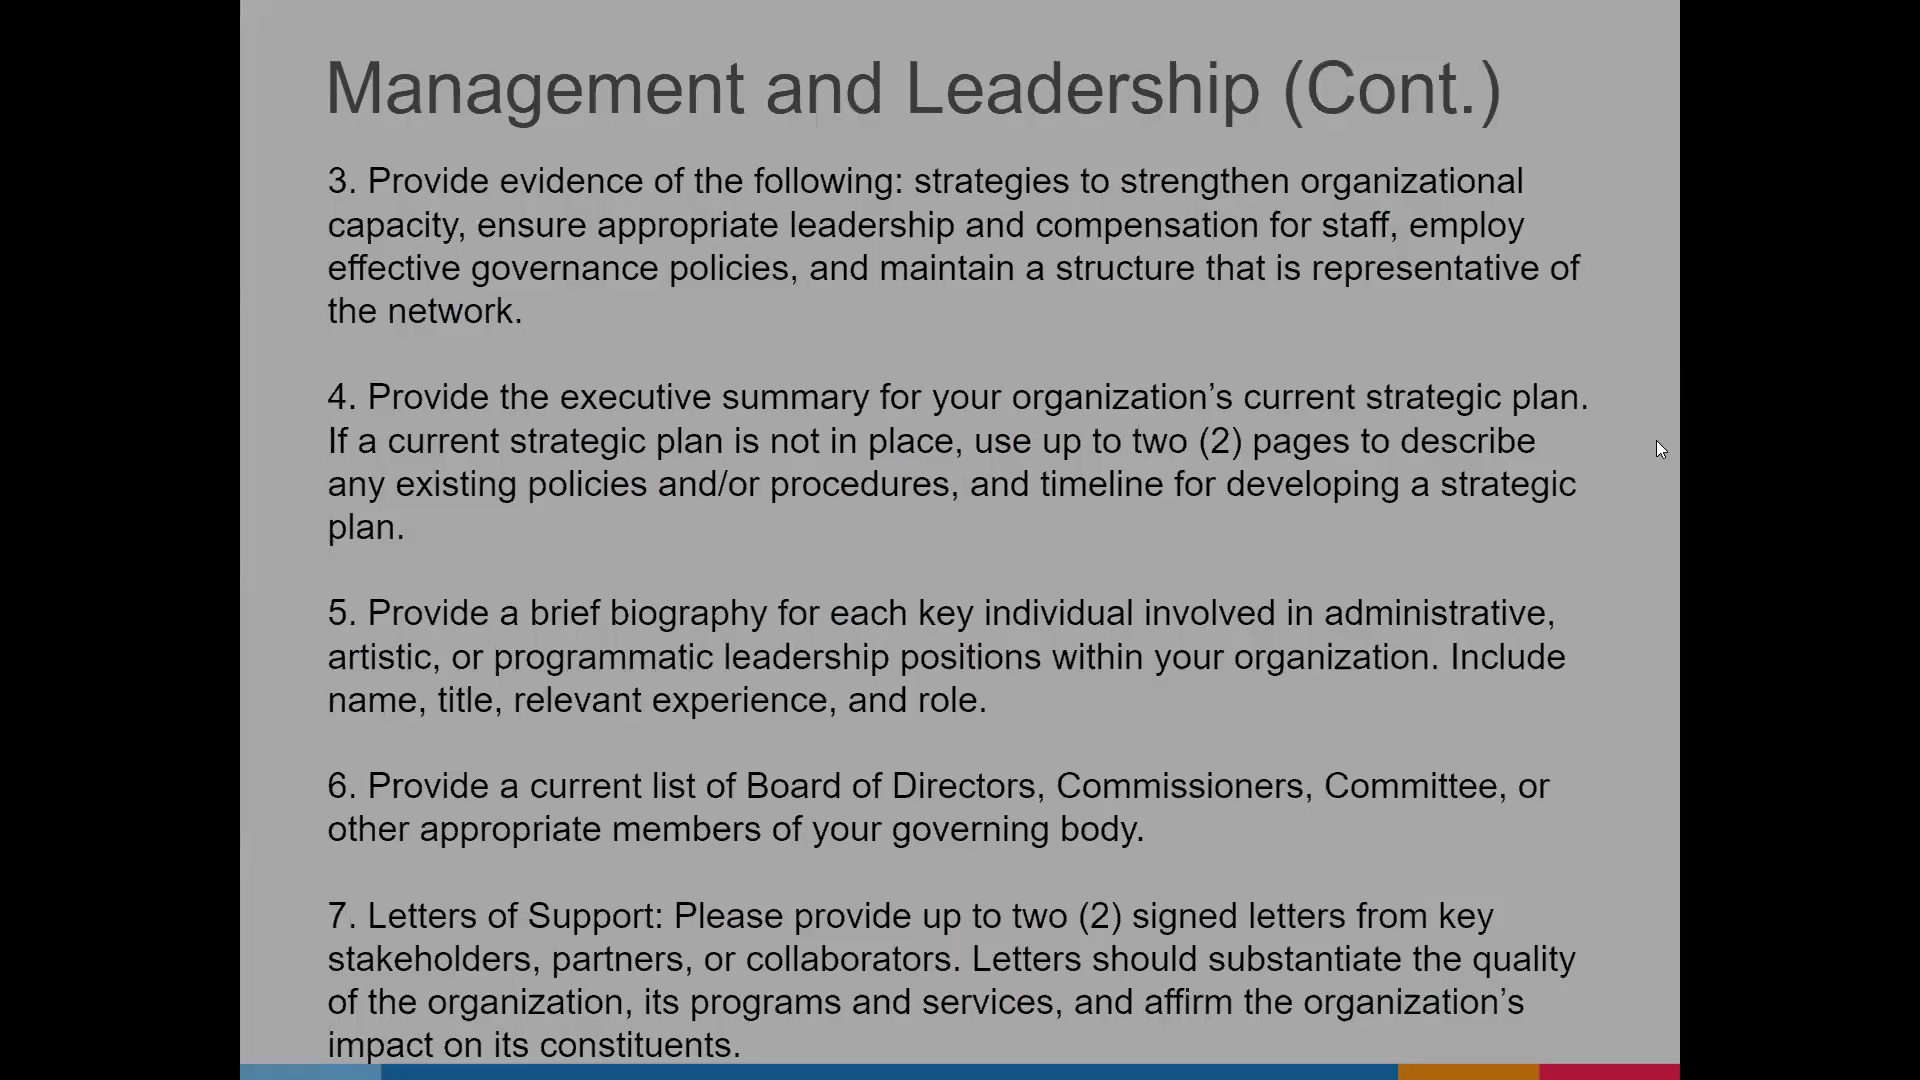 Management and Leadership (Cont.)
3. Provide evidence of the following: strategies to strengthen organizational
capacity, ensure appropriate leadership and compensation for staff, employ
effective governance policies, and maintain a structure that is representative of
the network.
4. Provide the executive summary for your organization’s current strategic plan.
If a current strategic plan is not in place, use up to two (2) pages to describe
any existing policies and/or procedures, and timeline for developing a strategic
plan.
5. Provide a brief biography for each key individual involved in administrative,
artistic, or programmatic leadership positions within your organization. Include
name, title, relevant experience, and role.
6. Provide a current list of Board of Directors, Commissioners, Committee, or
other appropriate members of your governing body.
7. Letters of Support: Please provide up to two (2) signed letters from key
stakeholders, partners, or collaborators. Letters should substantiate the quality
of the organization, its programs and services, and affirm the organization’s
impact on its constituents.